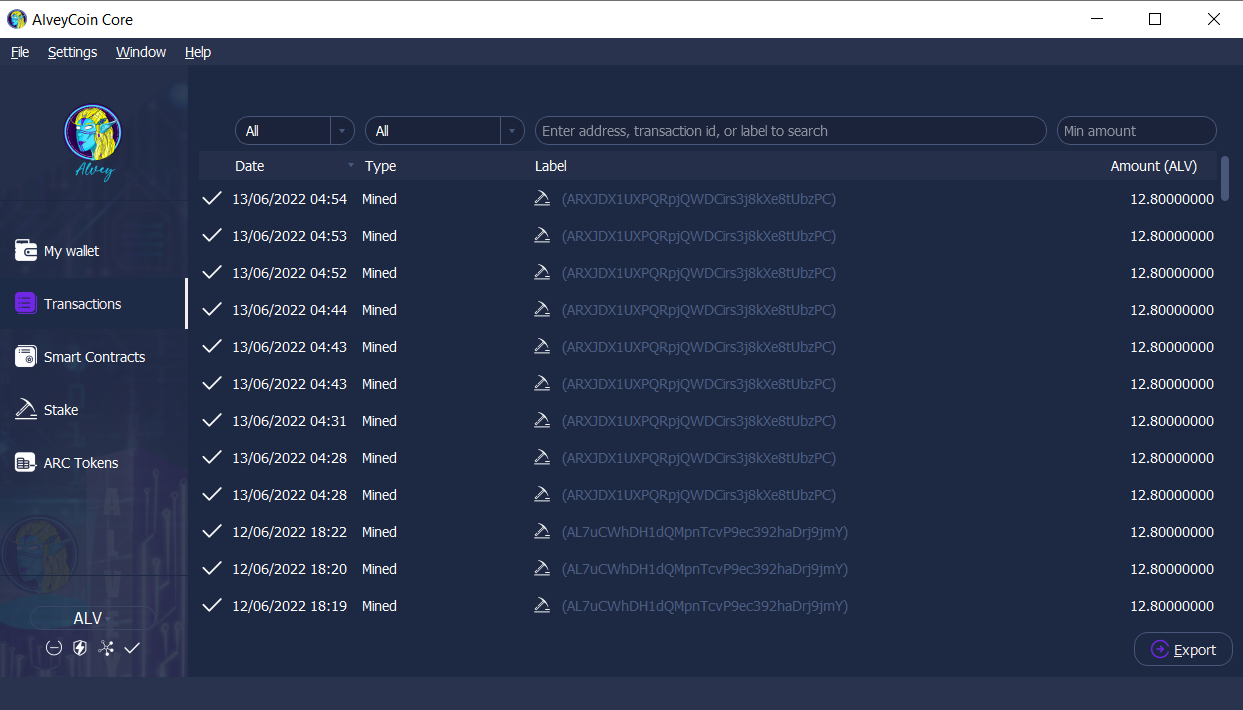 AlveyCoin Core
File Settings Window Help
Alvey
All All Enter address, transaction id, or label to search Min amount
Date Type Label Amount (ALV)
13/06/2022 04:54 Mined (ARXJDX1UXPQRpjQWDCirs3j8kXe8tUbzPC) 12.80000000
13/06/2022 04:53 Mined (ARXJDX1UXPQRpjQWDCirs3j8kXe8tUbzPC) 12.80000000
13/06/2022 04:52 Mined (ARXJDX1UXPQRpjQWDCirs3j8kXe8tUbzPC) 12.80000000
13/06/2022 04:44 Mined (ARXJDX1UXPQRpjQWDCirs3j8kXe8tUbzPC) 12.80000000
13/06/2022 04:43 Mined (ARXJDX1UXPQRpjQWDCirs3j8kXe8tUbzPC) 12.80000000
13/06/2022 04:43 Mined (ARXJDX1UXPQRpjQWDCirs3j8kXe8tUbzPC) 12.80000000
13/06/2022 04:31 Mined (ARXJDX1UXPQRpjQWDCirs3j8kXe8tUbzPC) 12.80000000
13/06/2022 04:28 Mined (ARXJDX1UXPQRpjQWDCirs3j8kXe8tUbzPC) 12.80000000
13/06/2022 04:28 Mined (ARXJDX1UXPQRpjQWDCirs3j8kXe8tUbzPC) 12.80000000
12/06/2022 18:22 Mined (AL7uCWhDH1dQMpnTcvP9ec392haDrj9jmY) 12.80000000
12/06/2022 18:20 Mined (AL7uCWhDH1dQMpnTcvP9ec392haDrj9jmY) 12.80000000
12/06/2022 18:19 Mined (AL7uCWhDH1dQMpnTcvP9ec392haDrj9jmY) 12.80000000
My wallet
Transactions
Smart Contracts
Stake
ARC Tokens
ALVEY
ALV
Export